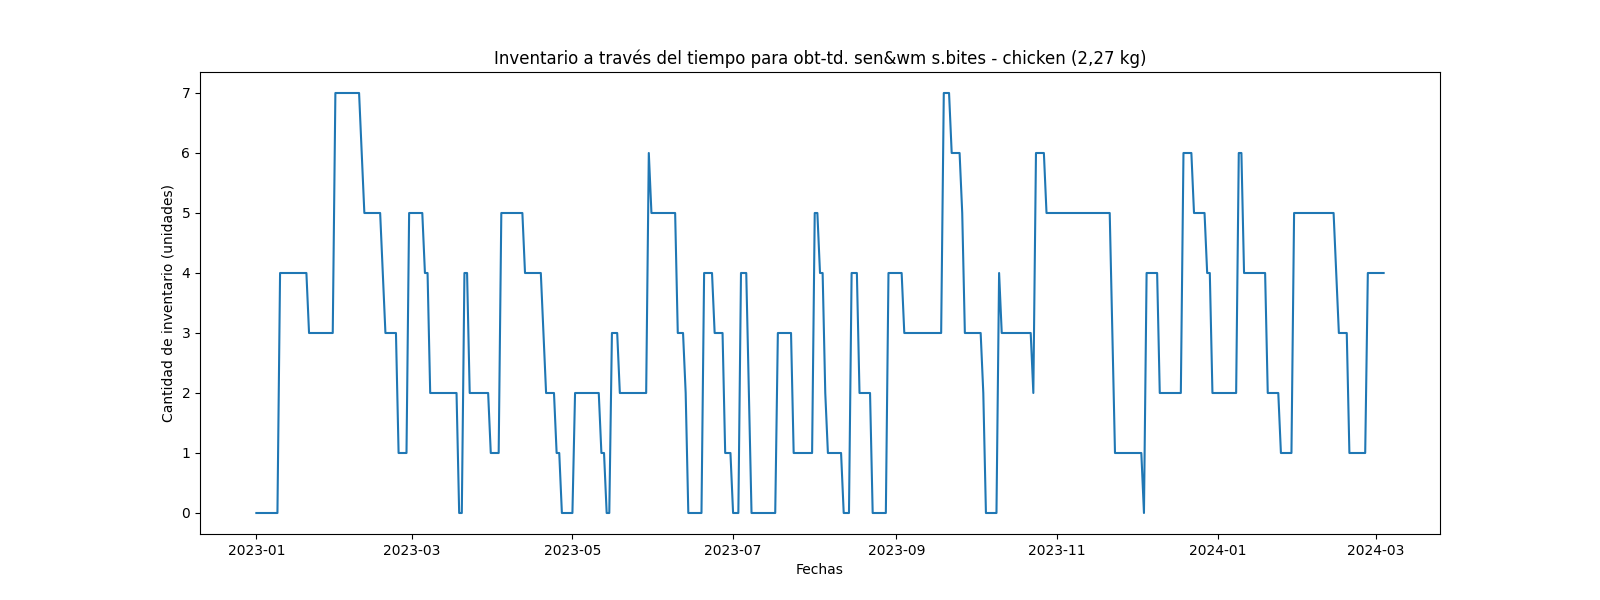 Inventario a través del tiempo para obt-td. sen&wm s.bites - chicken (2,27 kg)
Cantidad de inventario (unidades)
7
6
5
4
3
2
1
0
2023-01 2023-03 2023-05 2023-07 2023-09 2023-11 2024-01 2024-03
Fechas